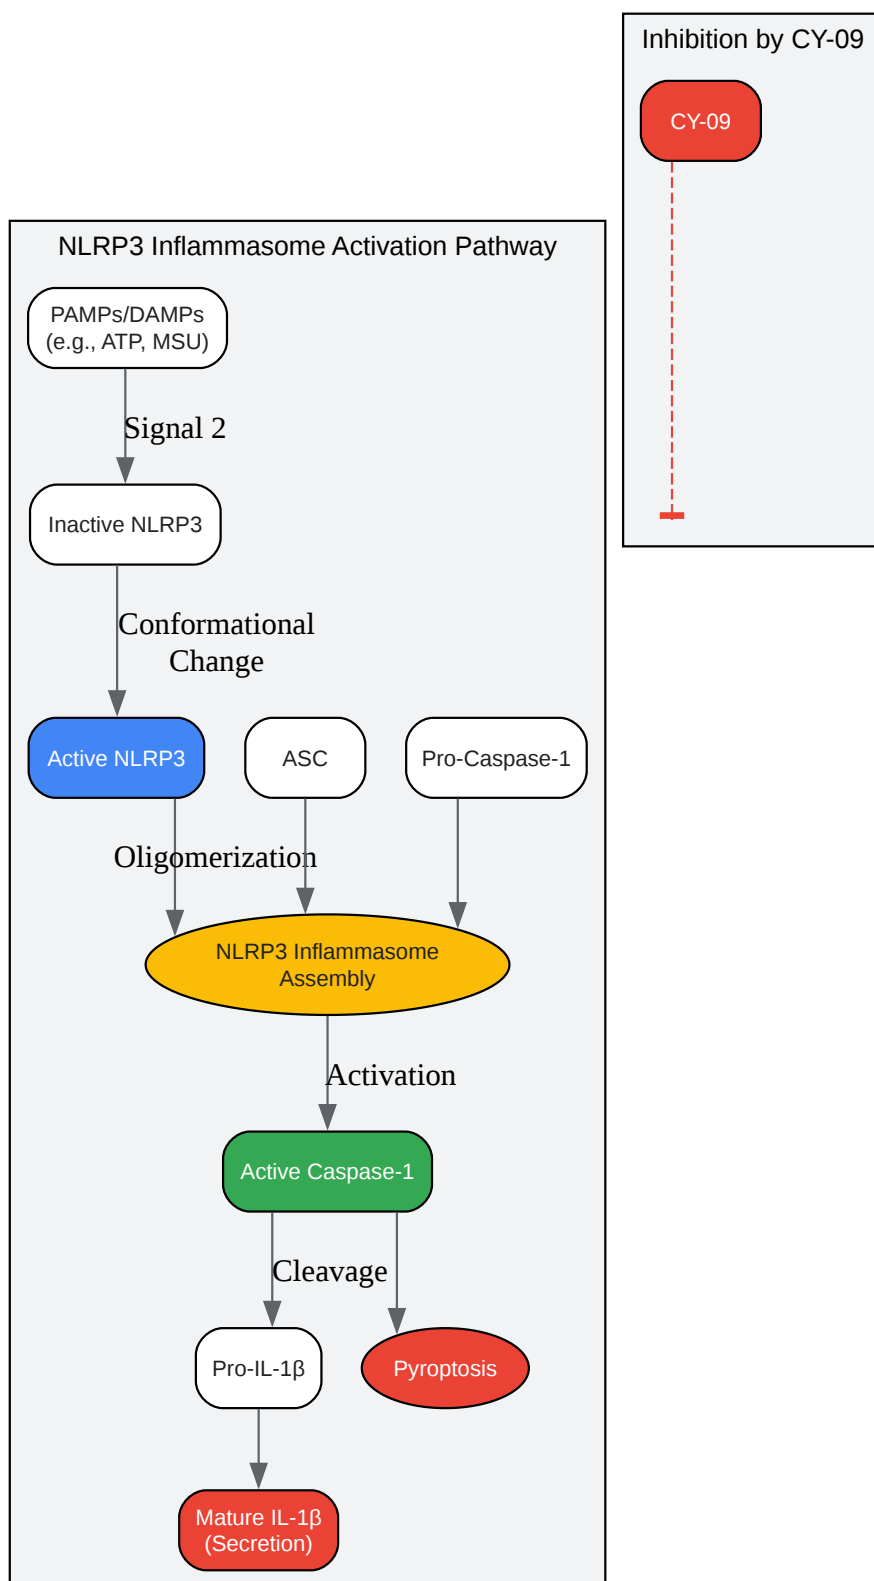 Inhibition by CY-09
CY-09
NLRP3 Inflammasome Activation Pathway
PAMPs/DAMPs
(e.g., ATP, MSU)
Signal 2
Inactive NLRP3
Conformational
Change
Active NLRP3
ASC
Pro-Caspase-1
Oligomerization
NLRP3 Inflammasome
Assembly
Activation
Active Caspase-1
Cleavage
Pro-IL-1β
Pyroptosis
Mature IL-1β
(Secretion)